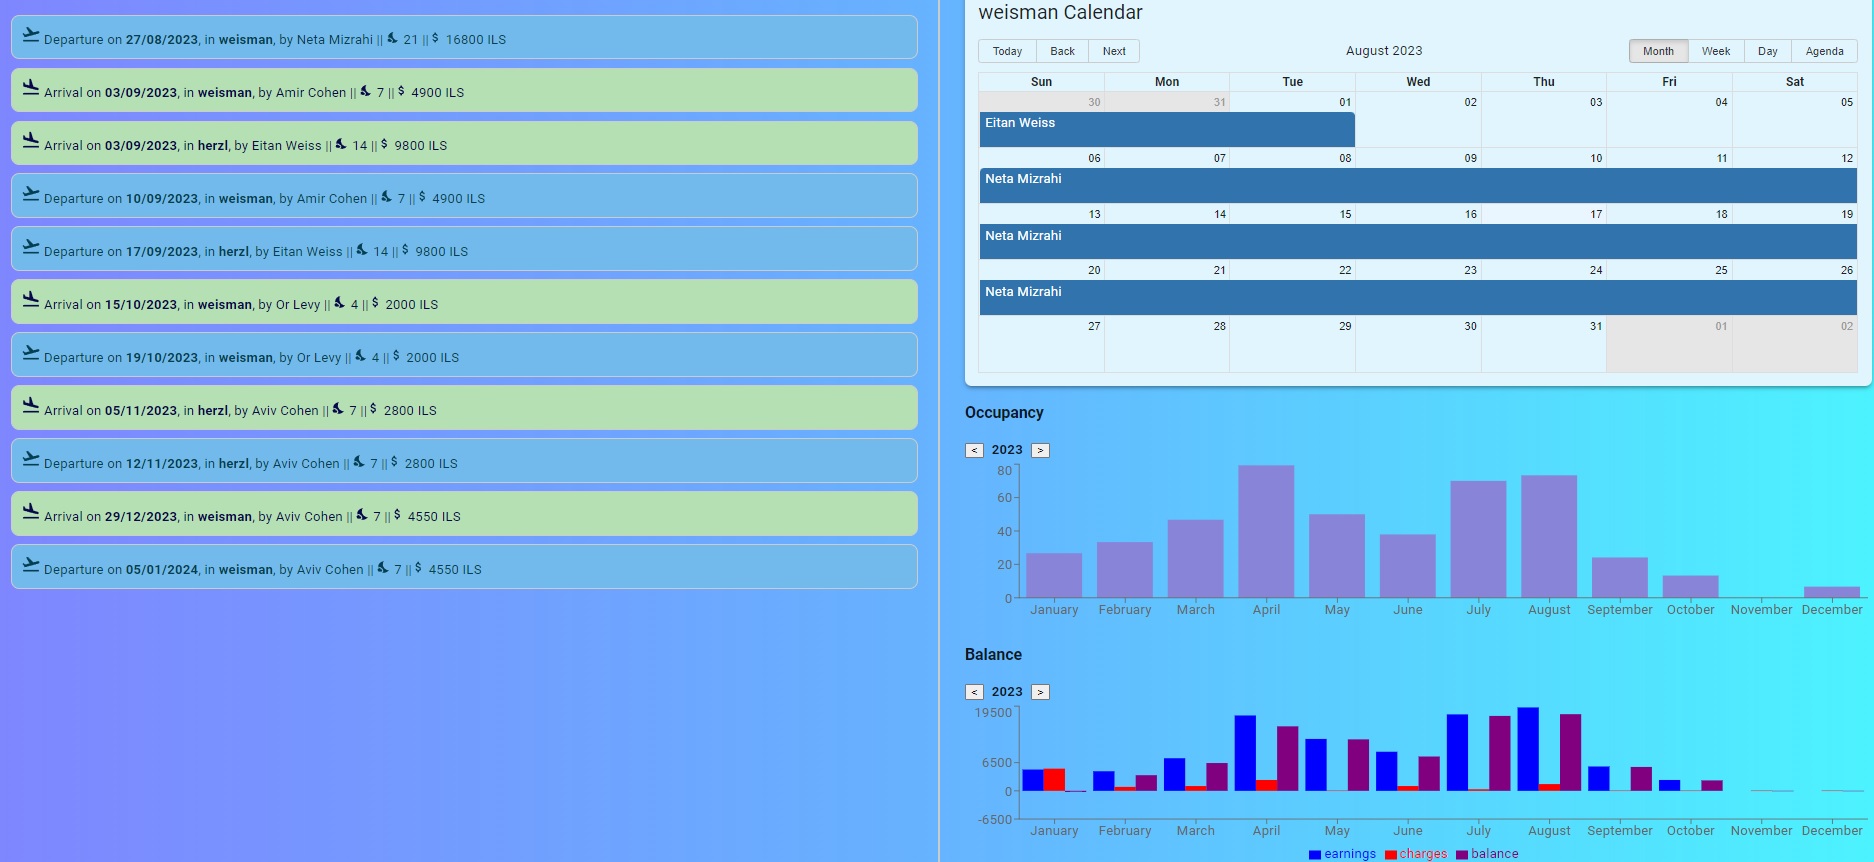 Departure on 27/08/2023, in weisman, by Neta Mizrahi || 21 || $ 16800 ILS
Arrival on 03/09/2023, in weisman, by Amir Cohen || 7 || $ 4900 ILS
Arrival on 03/09/2023, in herzl, by Eitan Weiss || 14 || $ 9800 ILS
Departure on 10/09/2023, in weisman, by Amir Cohen || 7 || $ 4900 ILS
Departure on 17/09/2023, in herzl, by Eitan Weiss || 14 || $ 9800 ILS
Arrival on 15/10/2023, in weisman, by Or Levy || 4 || $ 2000 ILS
Departure on 19/10/2023, in weisman, by Or Levy || 4 || $ 2000 ILS
Arrival on 05/11/2023, in herzl, by Aviv Cohen || 7 || $ 2800 ILS
Departure on 12/11/2023, in herzl, by Aviv Cohen || 7 || $ 2800 ILS
Arrival on 29/12/2023, in weisman, by Aviv Cohen || 7 || $ 4550 ILS
Departure on 05/01/2024, in weisman, by Aviv Cohen || 7 || $ 4550 ILS
weisman Calendar
Today Back Next August 2023 Month Week Day Agenda
Sun Mon Tue Wed Thu Fri Sat
30 31 01 02 03 04 05
Eitan Weiss
06 07 08 09 10 11 12
Neta Mizrahi
13 14 15 16 17 18 19
Neta Mizrahi
20 21 22 23 24 25 26
Neta Mizrahi
27 28 29 30 31 01 02
Occupancy
< 2023 >
80
60
40
20
0
January February March April May June July August September October November December
Balance
< 2023 >
19500
6500
0
-6500
January February March April May June July August September October November December
earnings charges balance